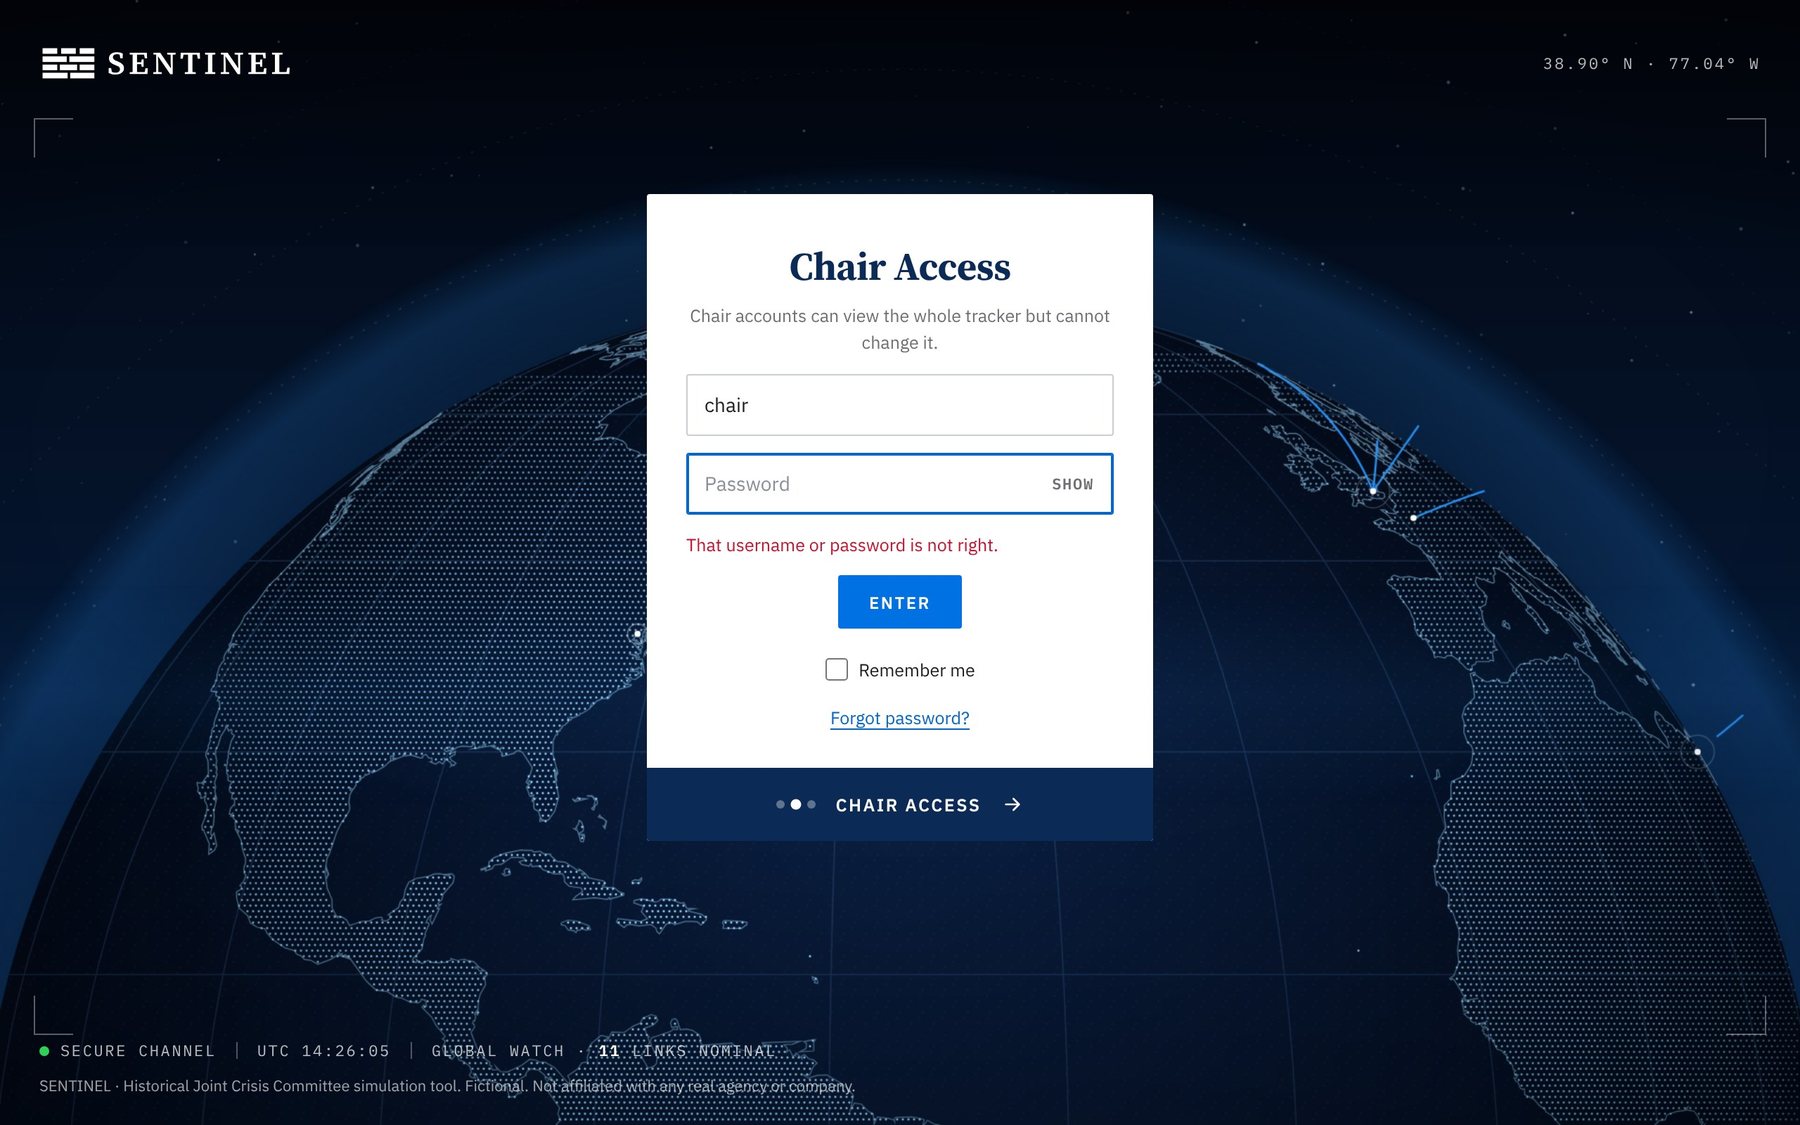 SENTINEL
38.90° N · 77.04° W
Chair Access
Chair accounts can view the whole tracker but cannot
change it.
chair
Password SHOW
That username or password is not right.
ENTER
Remember me
Forgot password?
CHAIR ACCESS →
SECURE CHANNEL | UTC 14:26:05 | GLOBAL WATCH · 11 LINKS NOMINAL
SENTINEL · Historical Joint Crisis Committee simulation tool. Fictional. Not affiliated with any real agency or company.